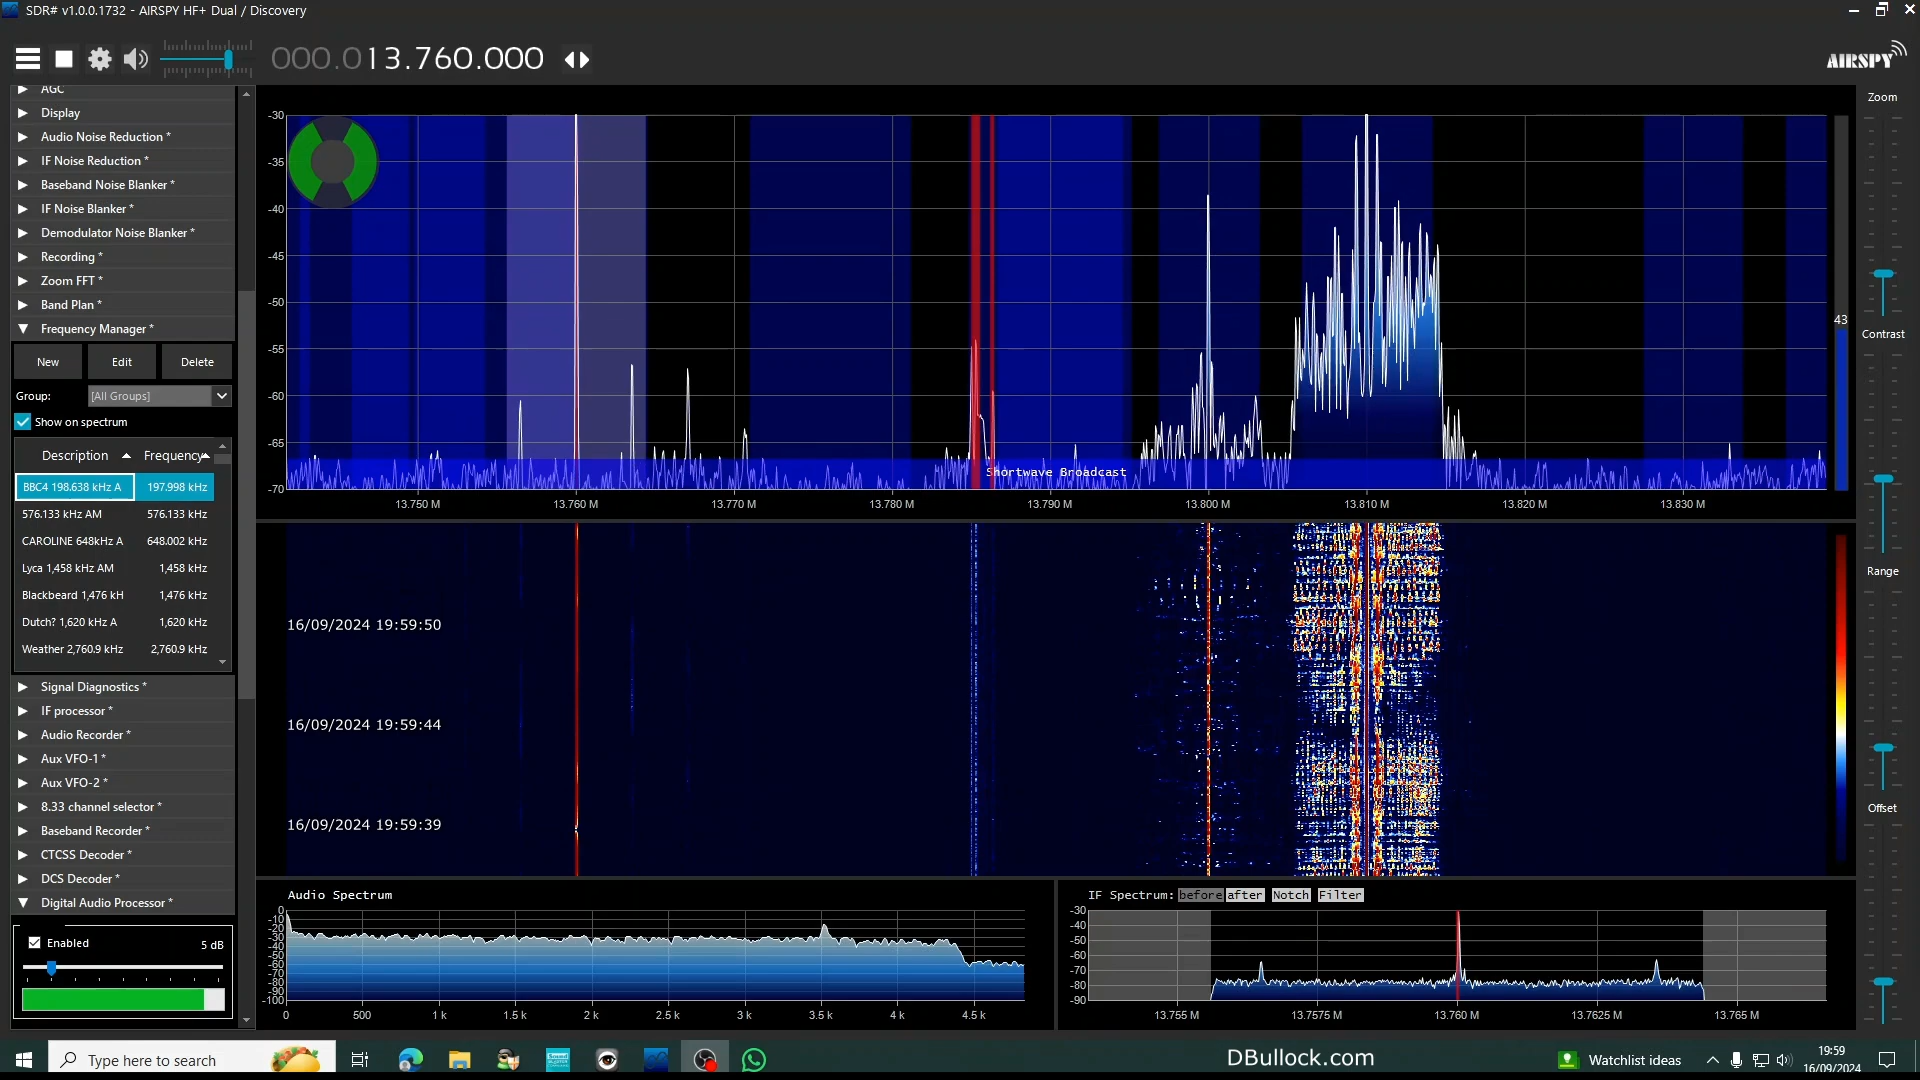 SDR# v1.0.0.1732 - AIRSPY HF+ Dual / Discovery
000.013.760.000
AIRSPY
AGC
Display
Audio Noise Reduction *
IF Noise Reduction *
Baseband Noise Blanker *
IF Noise Blanker *
Demodulator Noise Blanker *
Recording *
Zoom FFT *
Band Plan *
Frequency Manager *
New Edit Delete
Group: [All Groups]
Show on spectrum
Description Frequency
BBC4 198.638 kHz A 197.998 kHz
576.133 kHz AM 576.133 kHz
CAROLINE 648kHz A 648.002 kHz
Lyca 1,458 kHz AM 1,458 kHz
Blackbeard 1,476 kH 1,476 kHz
Dutch? 1,620 kHz A 1,620 kHz
Weather 2,760.9 kHz 2,760.9 kHz
Signal Diagnostics *
IF processor *
Audio Recorder *
Aux VFO-1 *
Aux VFO-2 *
8.33 channel selector *
Baseband Recorder *
CTCSS Decoder *
DCS Decoder *
Digital Audio Processor *
Enabled 5 dB
-30
-35
-40
-45
-50
-55
-60
-65
-70
Shortwave Broadcast
13.750 M 13.760 M 13.770 M 13.780 M 13.790 M 13.800 M 13.810 M 13.820 M 13.830 M
43
Zoom
Contrast
Range
Offset
16/09/2024 19:59:50
16/09/2024 19:59:44
16/09/2024 19:59:39
Audio Spectrum
0
-10
-20
-30
-40
-50
-60
-70
-80
-90
-100
0 500 1 k 1.5 k 2 k 2.5 k 3 k 3.5 k 4 k 4.5 k
IF Spectrum: before after Notch Filter
-30
-40
-50
-60
-70
-80
-90
13.755 M 13.7575 M 13.760 M 13.7625 M 13.765 M
Type here to search
DBullock.com
Watchlist ideas
19:59
16/09/2024